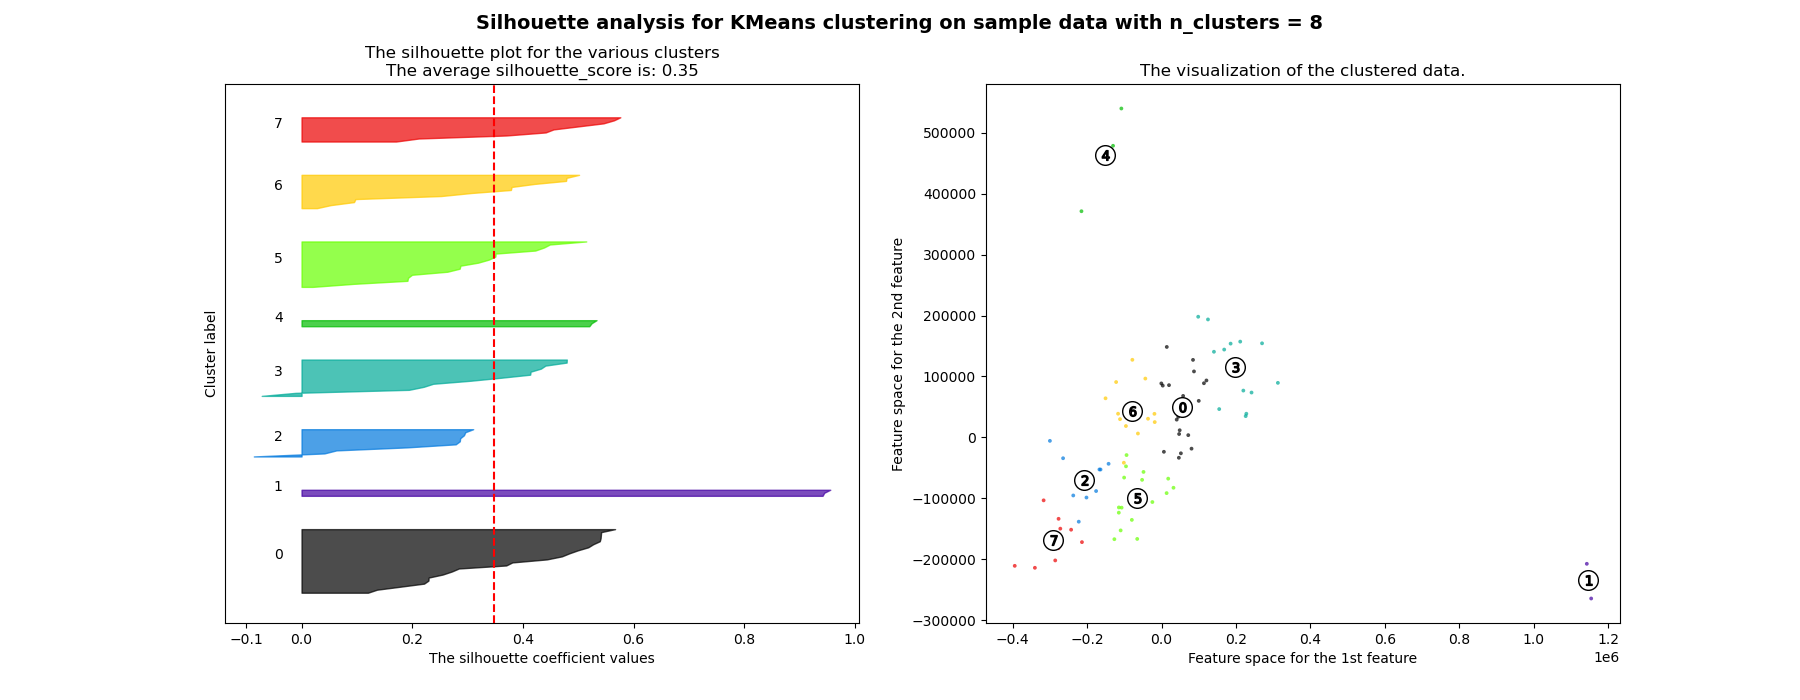 Silhouette analysis for KMeans clustering on sample data with n_clusters = 8
The silhouette plot for the various clusters
The average silhouette_score is: 0.35
7
6
5
4
3
2
1
0
Cluster label
−0.1 0.0 0.2 0.4 0.6 0.8 1.0
The silhouette coefficient values
The visualization of the clustered data.
500000
400000
300000
200000
100000
0
−100000
−200000
−300000
Feature space for the 2nd feature
4
3
0
6
2
5
7
1
−0.4 −0.2 0.0 0.2 0.4 0.6 0.8 1.0 1.2
1e6
Feature space for the 1st feature